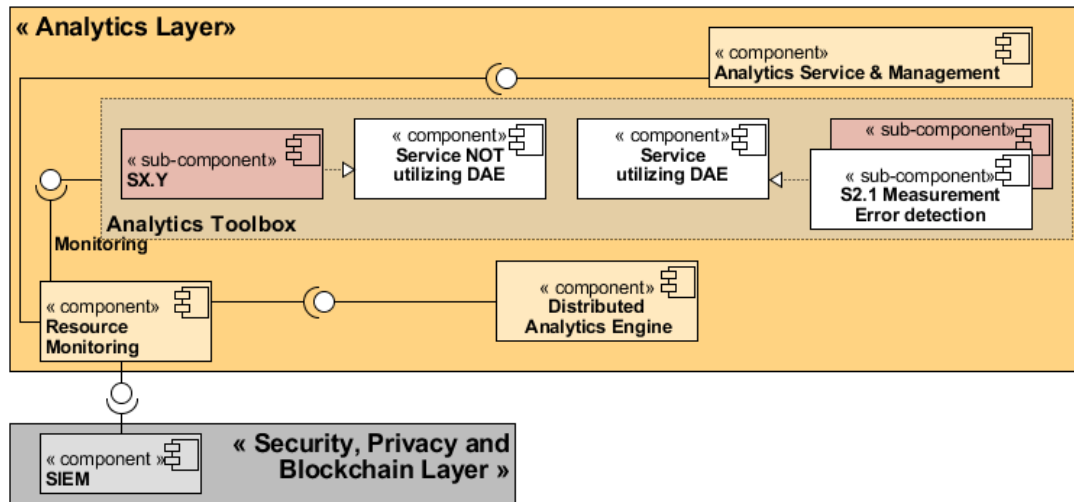 « Analytics Layer»
« component»
Analytics Service & Management
« sub-component»
SX.Y
« component»
Service NOT
utilizing DAE
« component»
Service
utilizing DAE
« sub-component»
« sub-component»
S2.1 Measurement
Error detection
Analytics Toolbox
Monitoring
« component»
Resource
Monitoring
« component»
Distributed
Analytics Engine
« Security, Privacy and
Blockchain Layer »
« component »
SIEM